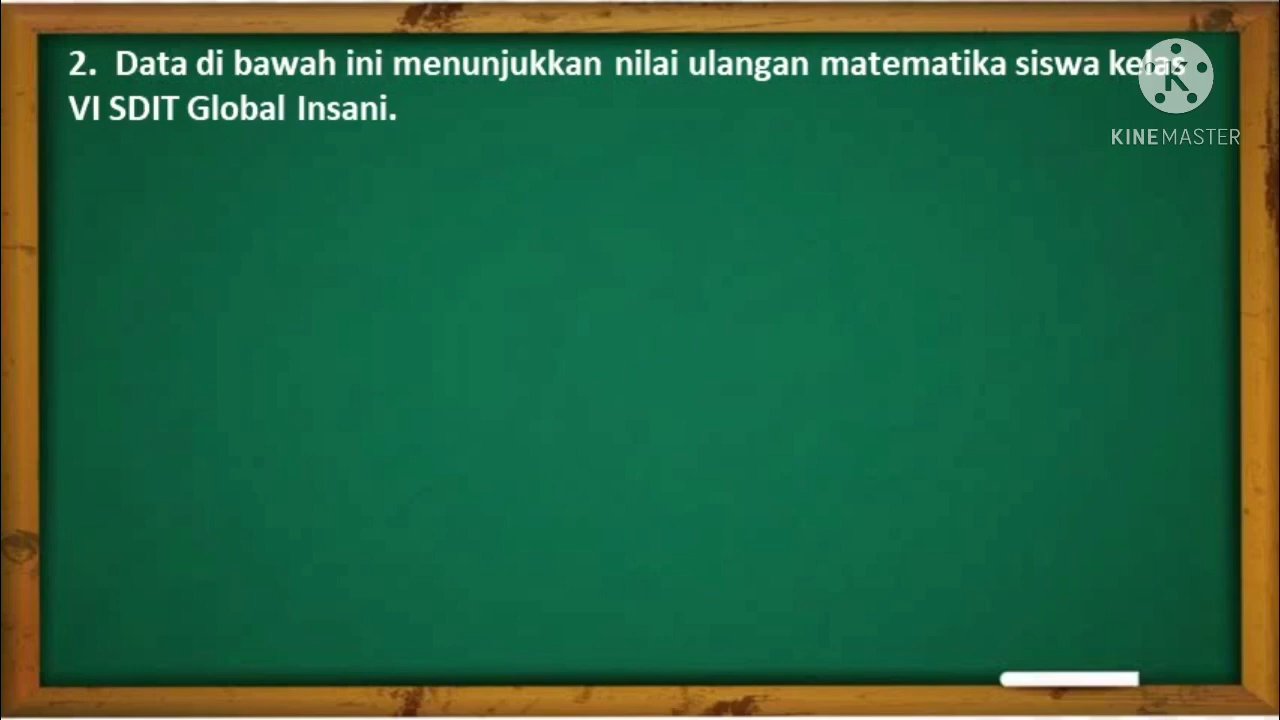 2. Data di bawah ini menunjukkan nilai ulangan matematika siswa kelas
VI SDIT Global Insani.
K
KINEMASTER